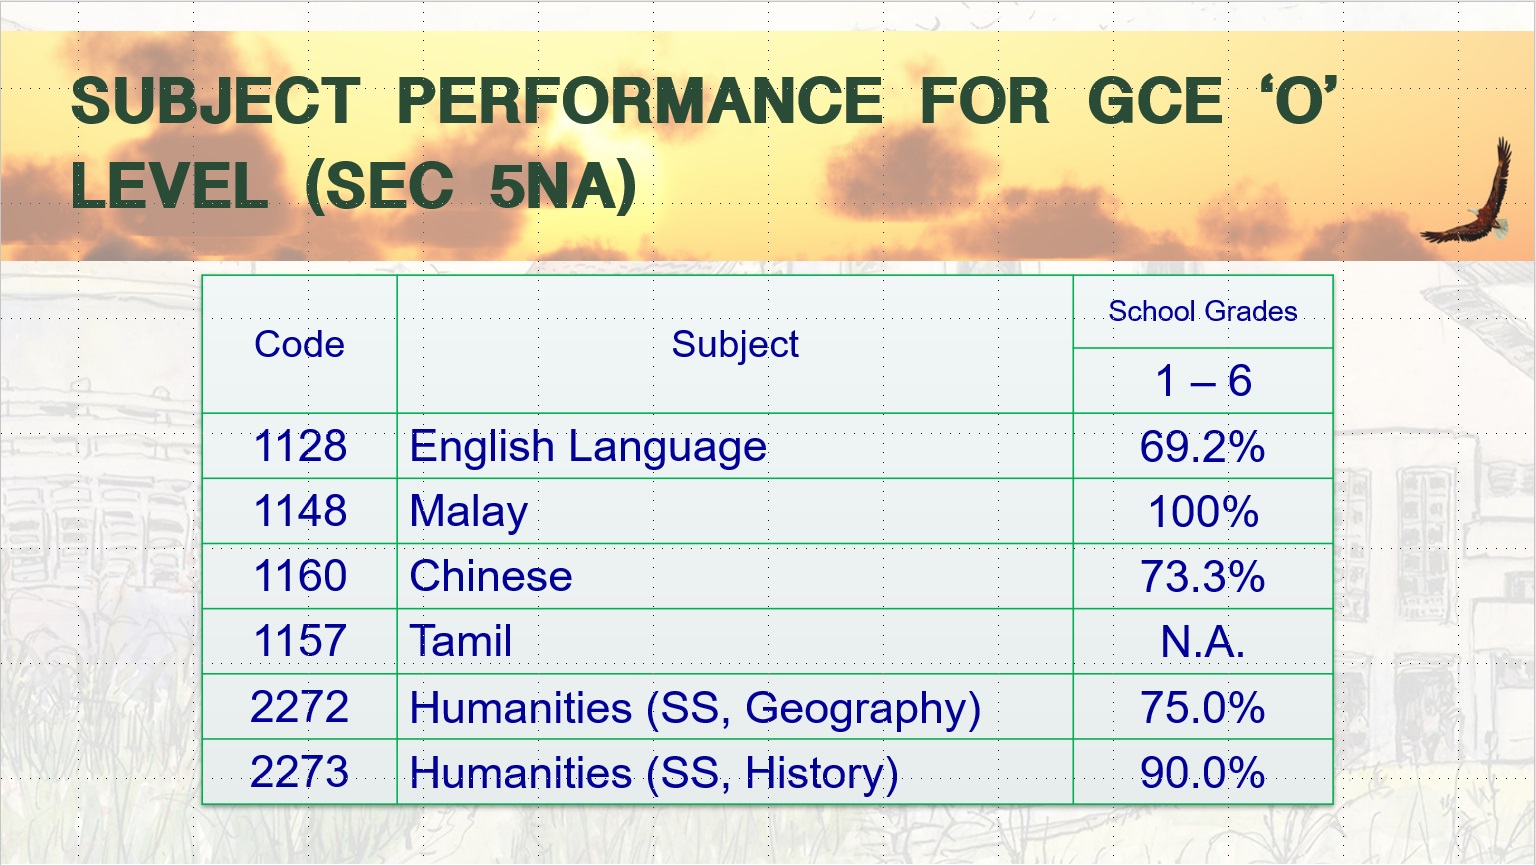 SUBJECT PERFORMANCE FOR GCE ‘O’
LEVEL (SEC 5NA)
Code Subject School Grades
1 – 6
1128 English Language 69.2%
1148 Malay 100%
1160 Chinese 73.3%
1157 Tamil N.A.
2272 Humanities (SS, Geography) 75.0%
2273 Humanities (SS, History) 90.0%